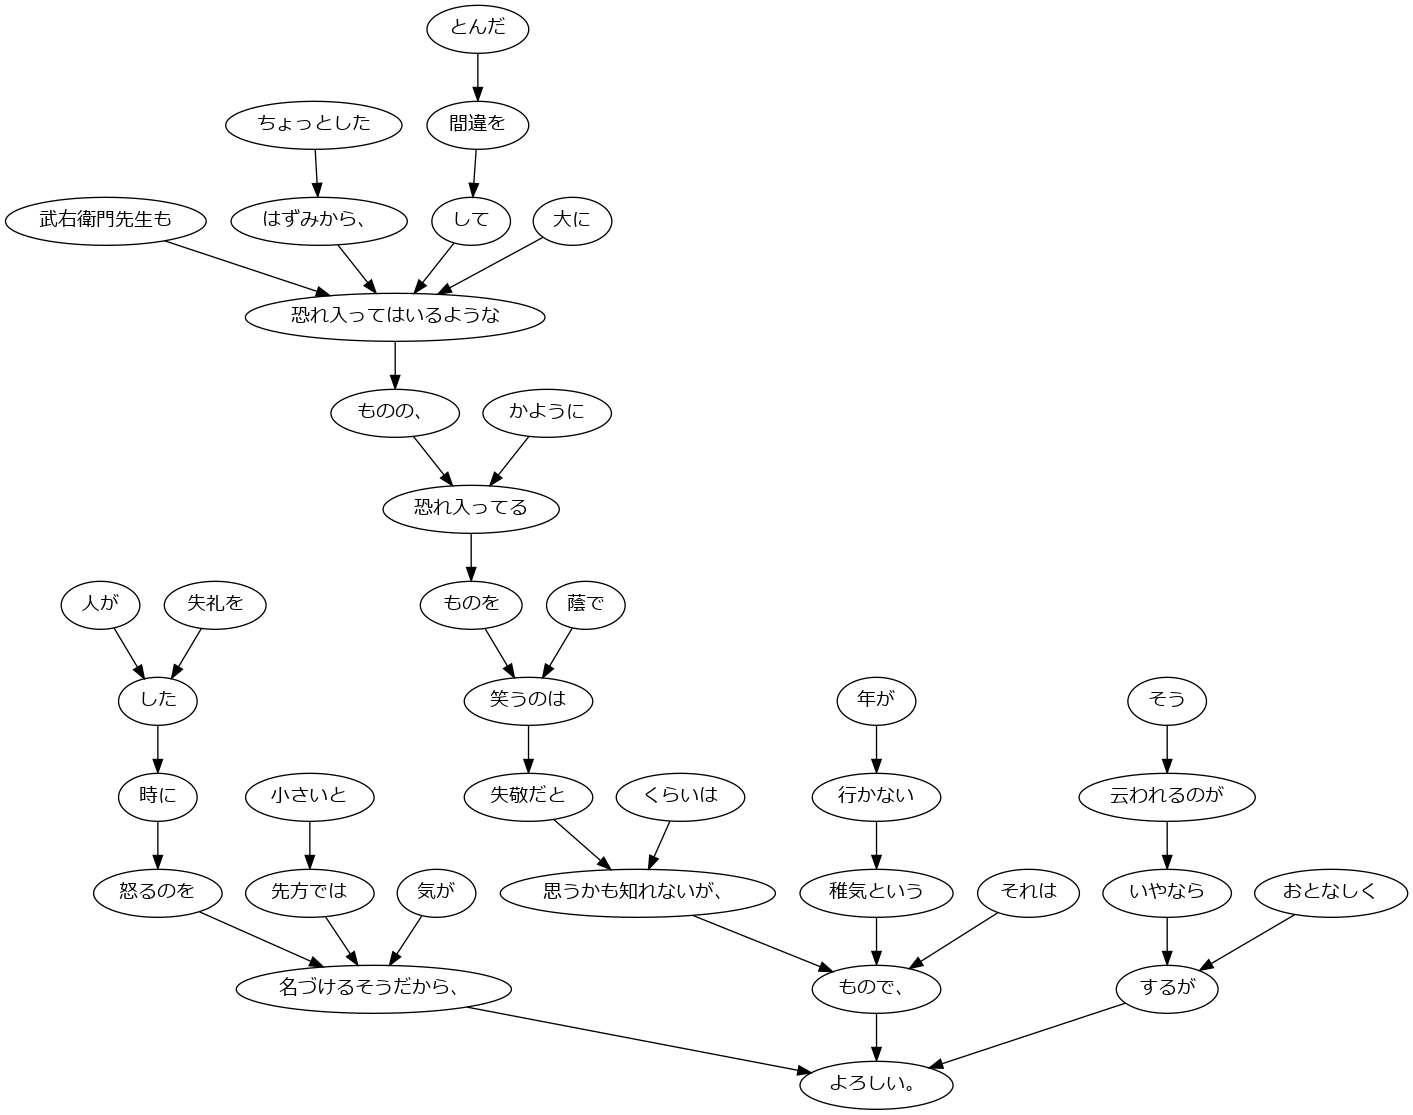 とんだ
ちょっとした
間違を
武右衛門先生も
はずみから、
して
大に
恐れ入ってはいるような
ものの、
かように
恐れ入ってる
人が
失礼を
ものを
蔭で
した
笑うのは
年が
そう
時に
小さいと
失敬だと
くらいは
行かない
云われるのが
怒るのを
先方では
気が
思うかも知れないが、
稚気という
それは
いやなら
おとなしく
名づけるそうだから、
もので、
するが
よろしい。